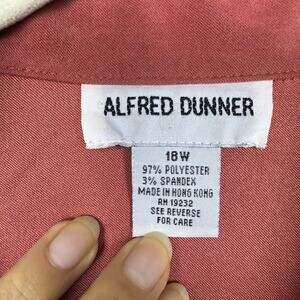 ALFRED DUNNER
18W
97% POLYESTER
3% SPANDEX
MADE IN HONG KONG
RN 19232
SEE REVERSE
FOR CARE